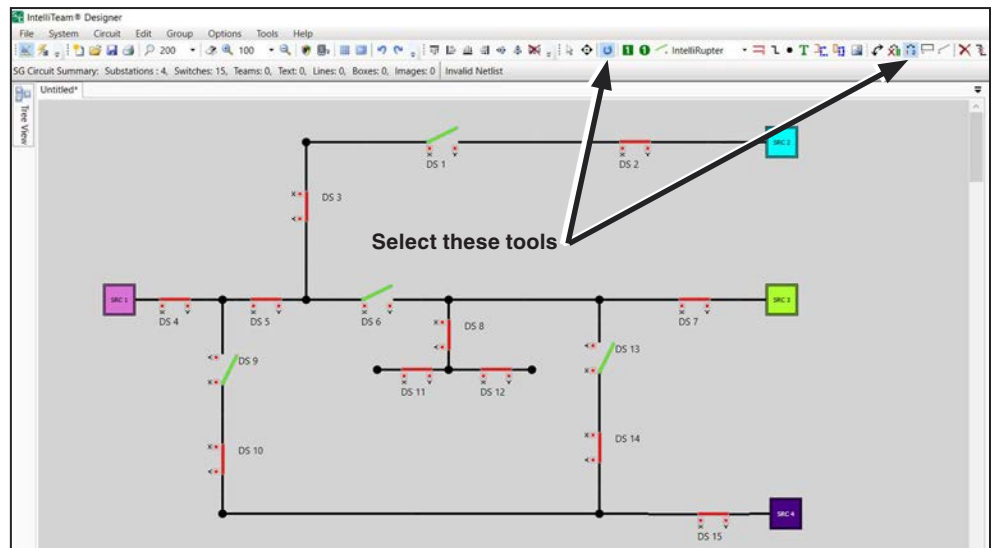 IntelliTeam® Designer
File System Circuit Edit Group Options Tools Help
200 100 IntelliRupter
SG Circuit Summary: Substations : 4, Switches: 15, Teams: 0, Text: 0, Lines: 0, Boxes: 0, Images: 0 Invalid Netlist
Untitled*
Tree View
DS 1
X Y
DS 2
X Y
SRC 2
DS 3
X
Y
Select these tools
SRC 1
DS 4
X Y
DS 5
X Y
DS 6
X Y
DS 7
X Y
SRC 3
DS 8
X
Y
DS 9
Y
X
DS 13
Y
X
DS 11
X Y
DS 12
X Y
DS 10
X
Y
DS 14
X
Y
DS 15
X Y
SRC 4